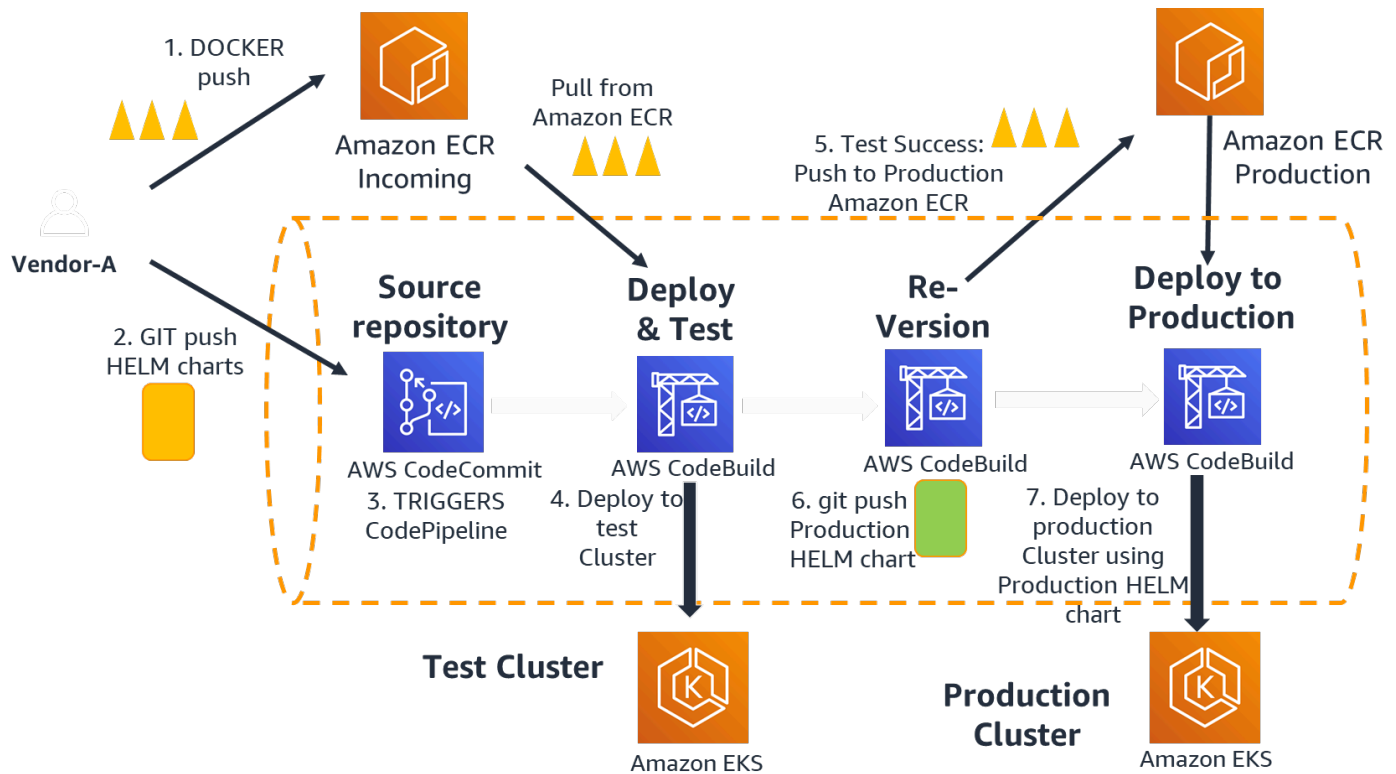 1. DOCKER
push
Amazon ECR
Incoming
Pull from
Amazon ECR
5. Test Success:
Push to Production
Amazon ECR
Amazon ECR
Production
Vendor-A
2. GIT push
HELM charts
Source
repository
AWS CodeCommit
3. TRIGGERS
CodePipeline
Deploy
& Test
AWS CodeBuild
4. Deploy to
test
Cluster
Re-
Version
AWS CodeBuild
6. git push
Production
HELM chart
Deploy to
Production
AWS CodeBuild
7. Deploy to
production
Cluster using
Production HELM
chart
Test Cluster
K
Amazon EKS
Production
Cluster
K
Amazon EKS